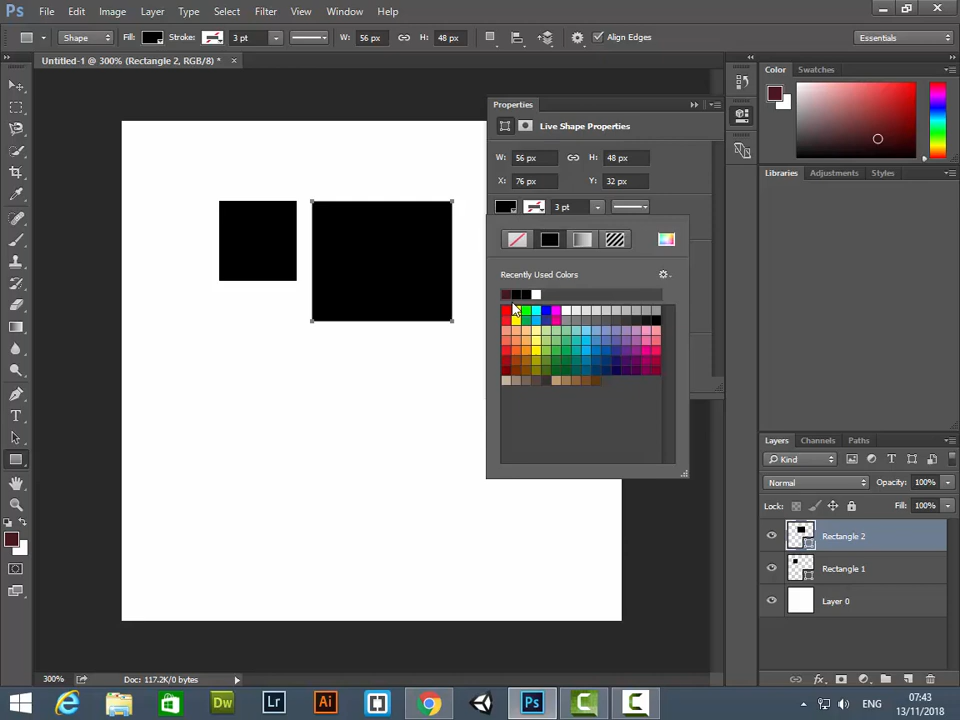 Ps File Edit Image Layer Type Select Filter View Window Help
Shape Fill: Stroke: 3 pt W: 56 px H: 48 px Align Edges Essentials
Untitled-1 @ 300% (Rectangle 2, RGB/8) *
Color Swatches
Properties
Live Shape Properties
W: 56 px H: 48 px
X: 76 px Y: 32 px
3 pt
Libraries Adjustments Styles
Recently Used Colors
Layers Channels Paths
Kind
Normal Opacity: 100%
Lock: Fill: 100%
Rectangle 2
Rectangle 1
Layer 0
300% Doc: 117.2K/0 bytes
Dw Lr Ai Ps ENG 07:43
13/11/2018